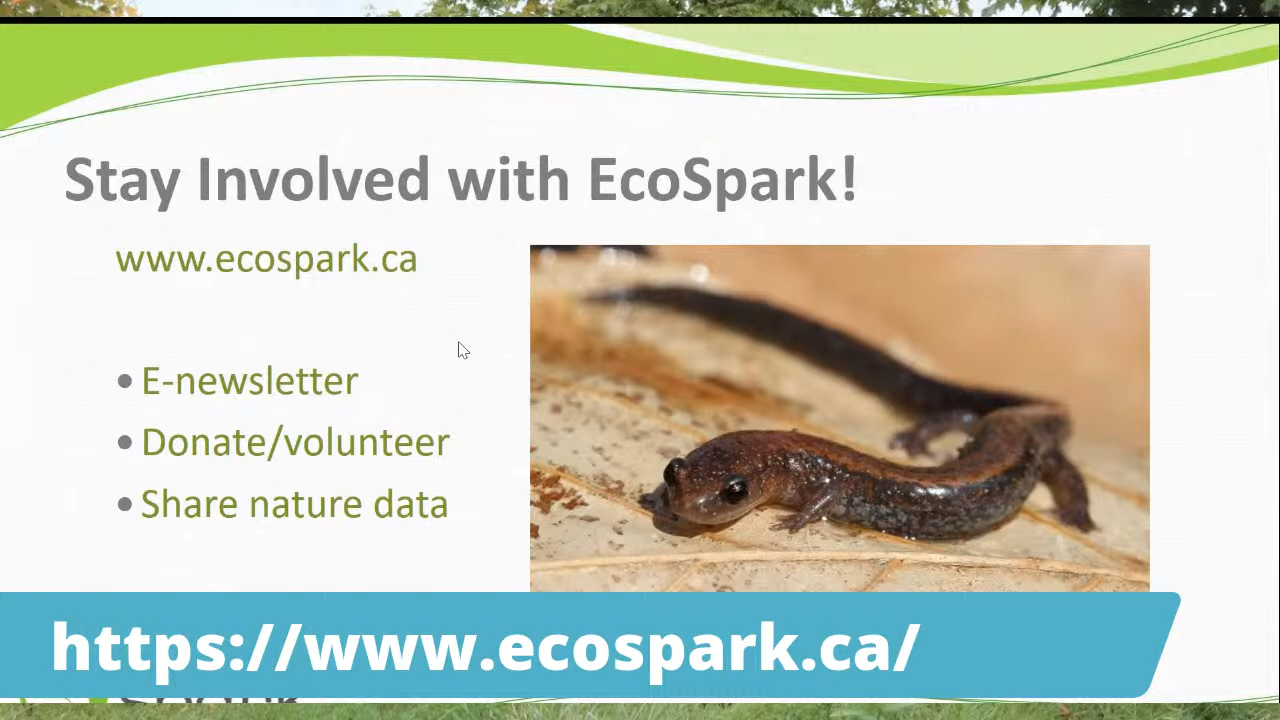 Stay Involved with EcoSpark!
www.ecospark.ca
• E-newsletter
• Donate/volunteer
• Share nature data
https://www.ecospark.ca/